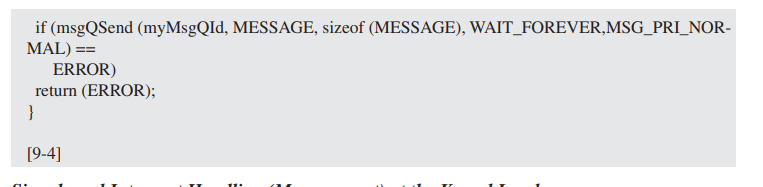 if (msgQSend (myMsgQId, MESSAGE, sizeof (MESSAGE), WAIT_FOREVER,MSG_PRI_NOR-
MAL) ==
ERROR)
return (ERROR);
}
[9-4]